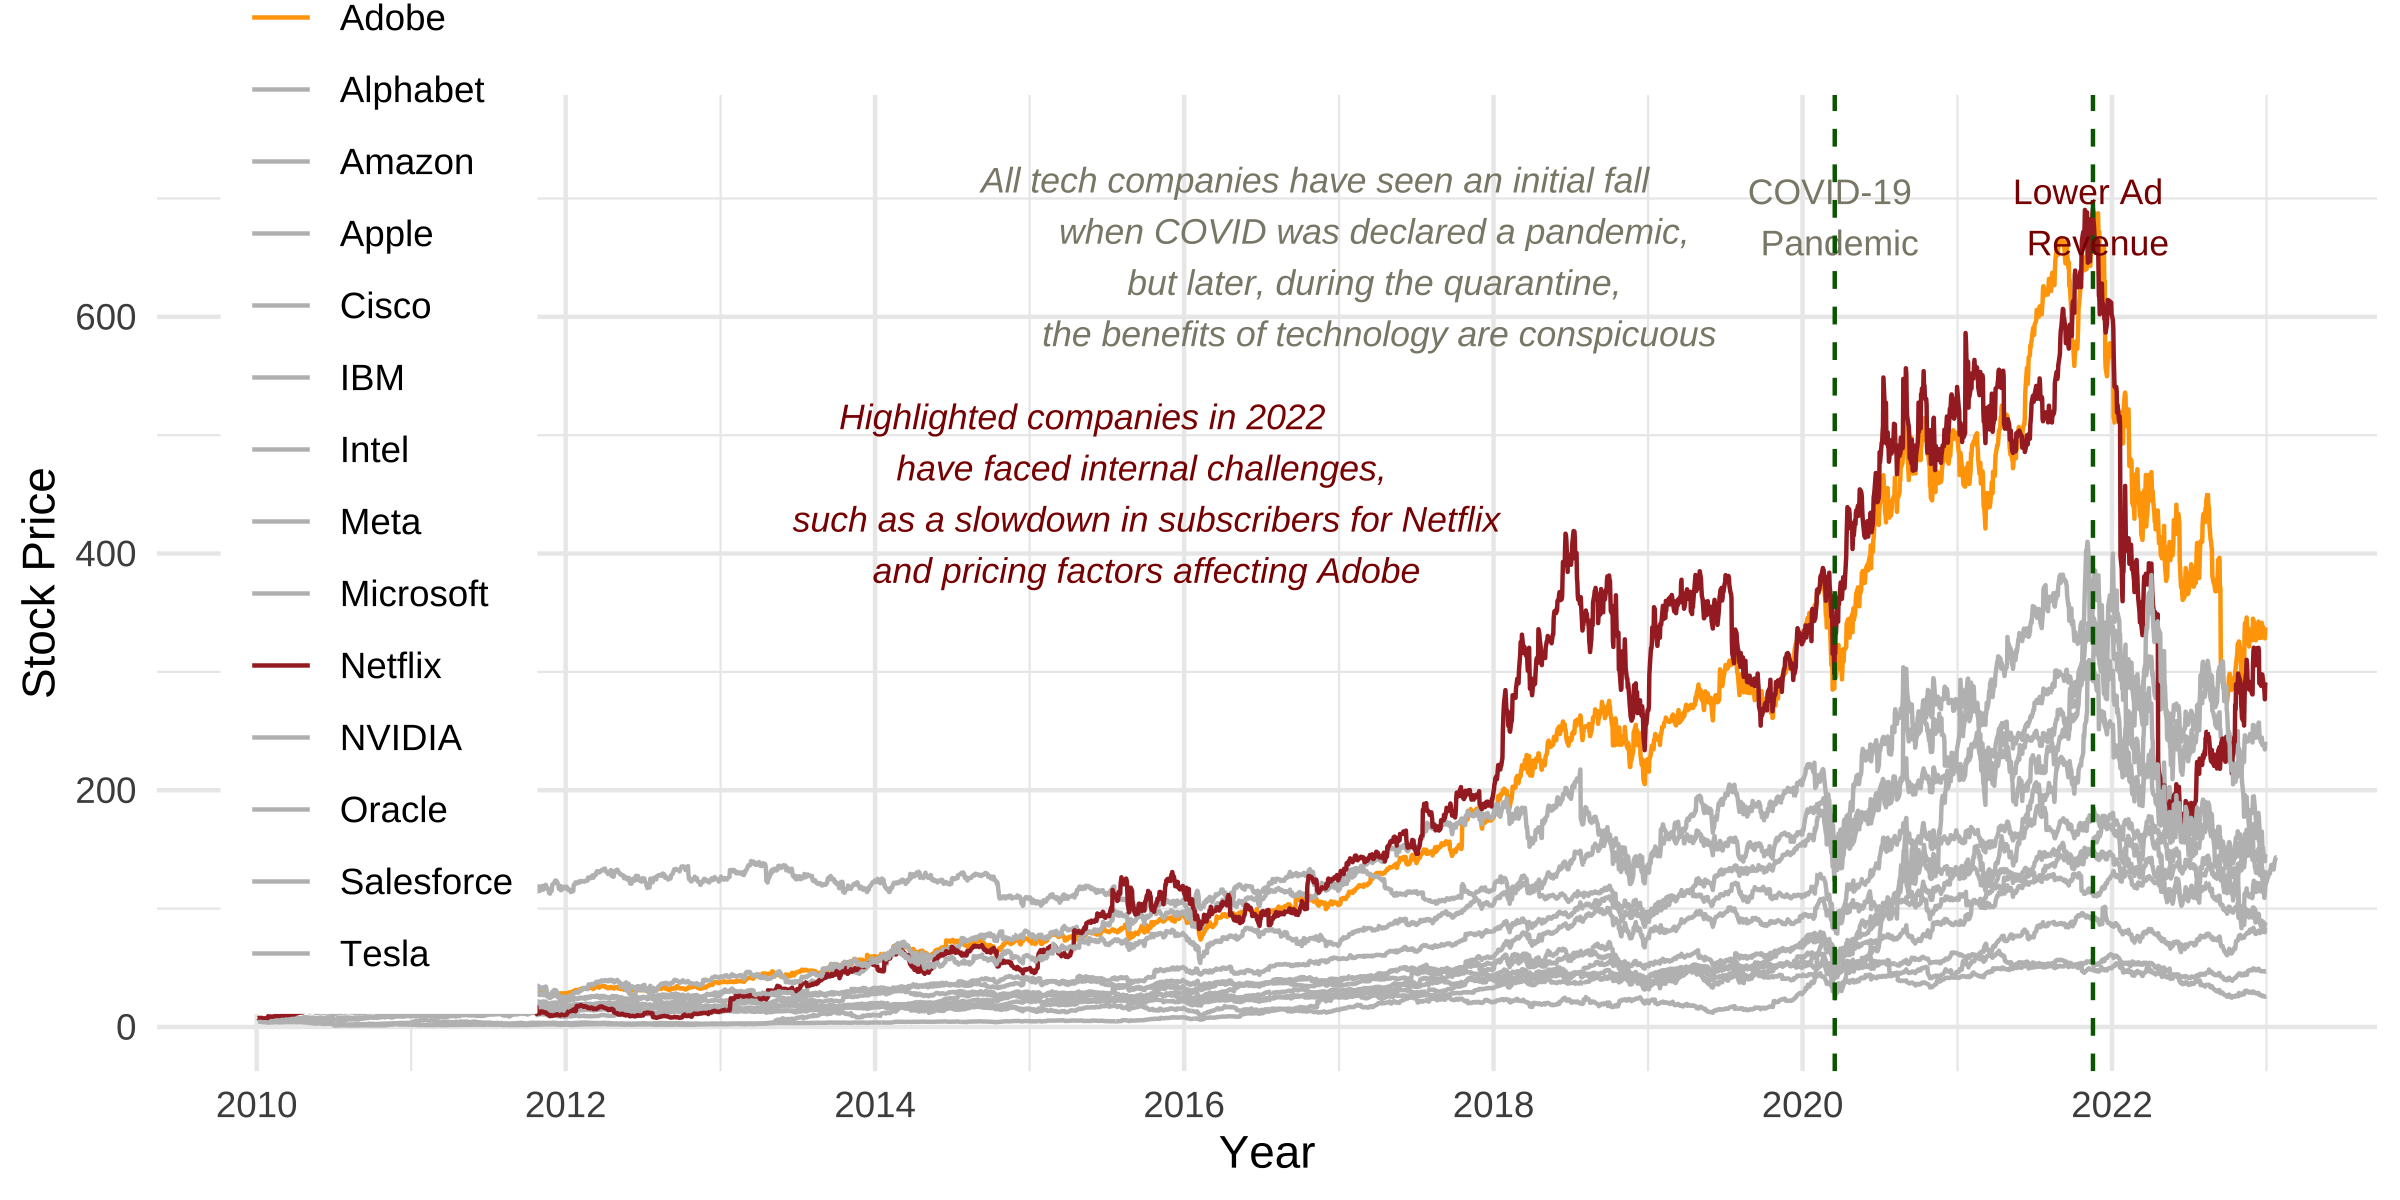 Adobe
Alphabet
Amazon
Apple
Cisco
IBM
Intel
Meta
Microsoft
Netflix
NVIDIA
Oracle
Salesforce
Tesla
All tech companies have seen an initial fall
when COVID was declared a pandemic,
but later, during the quarantine,
the benefits of technology are conspicuous
COVID-19
Pandemic
Lower Ad
Revenue
Highlighted companies in 2022
have faced internal challenges,
such as a slowdown in subscribers for Netflix
and pricing factors affecting Adobe
Stock Price
600
400
200
0
2010 2012 2014 2016 2018 2020 2022
Year